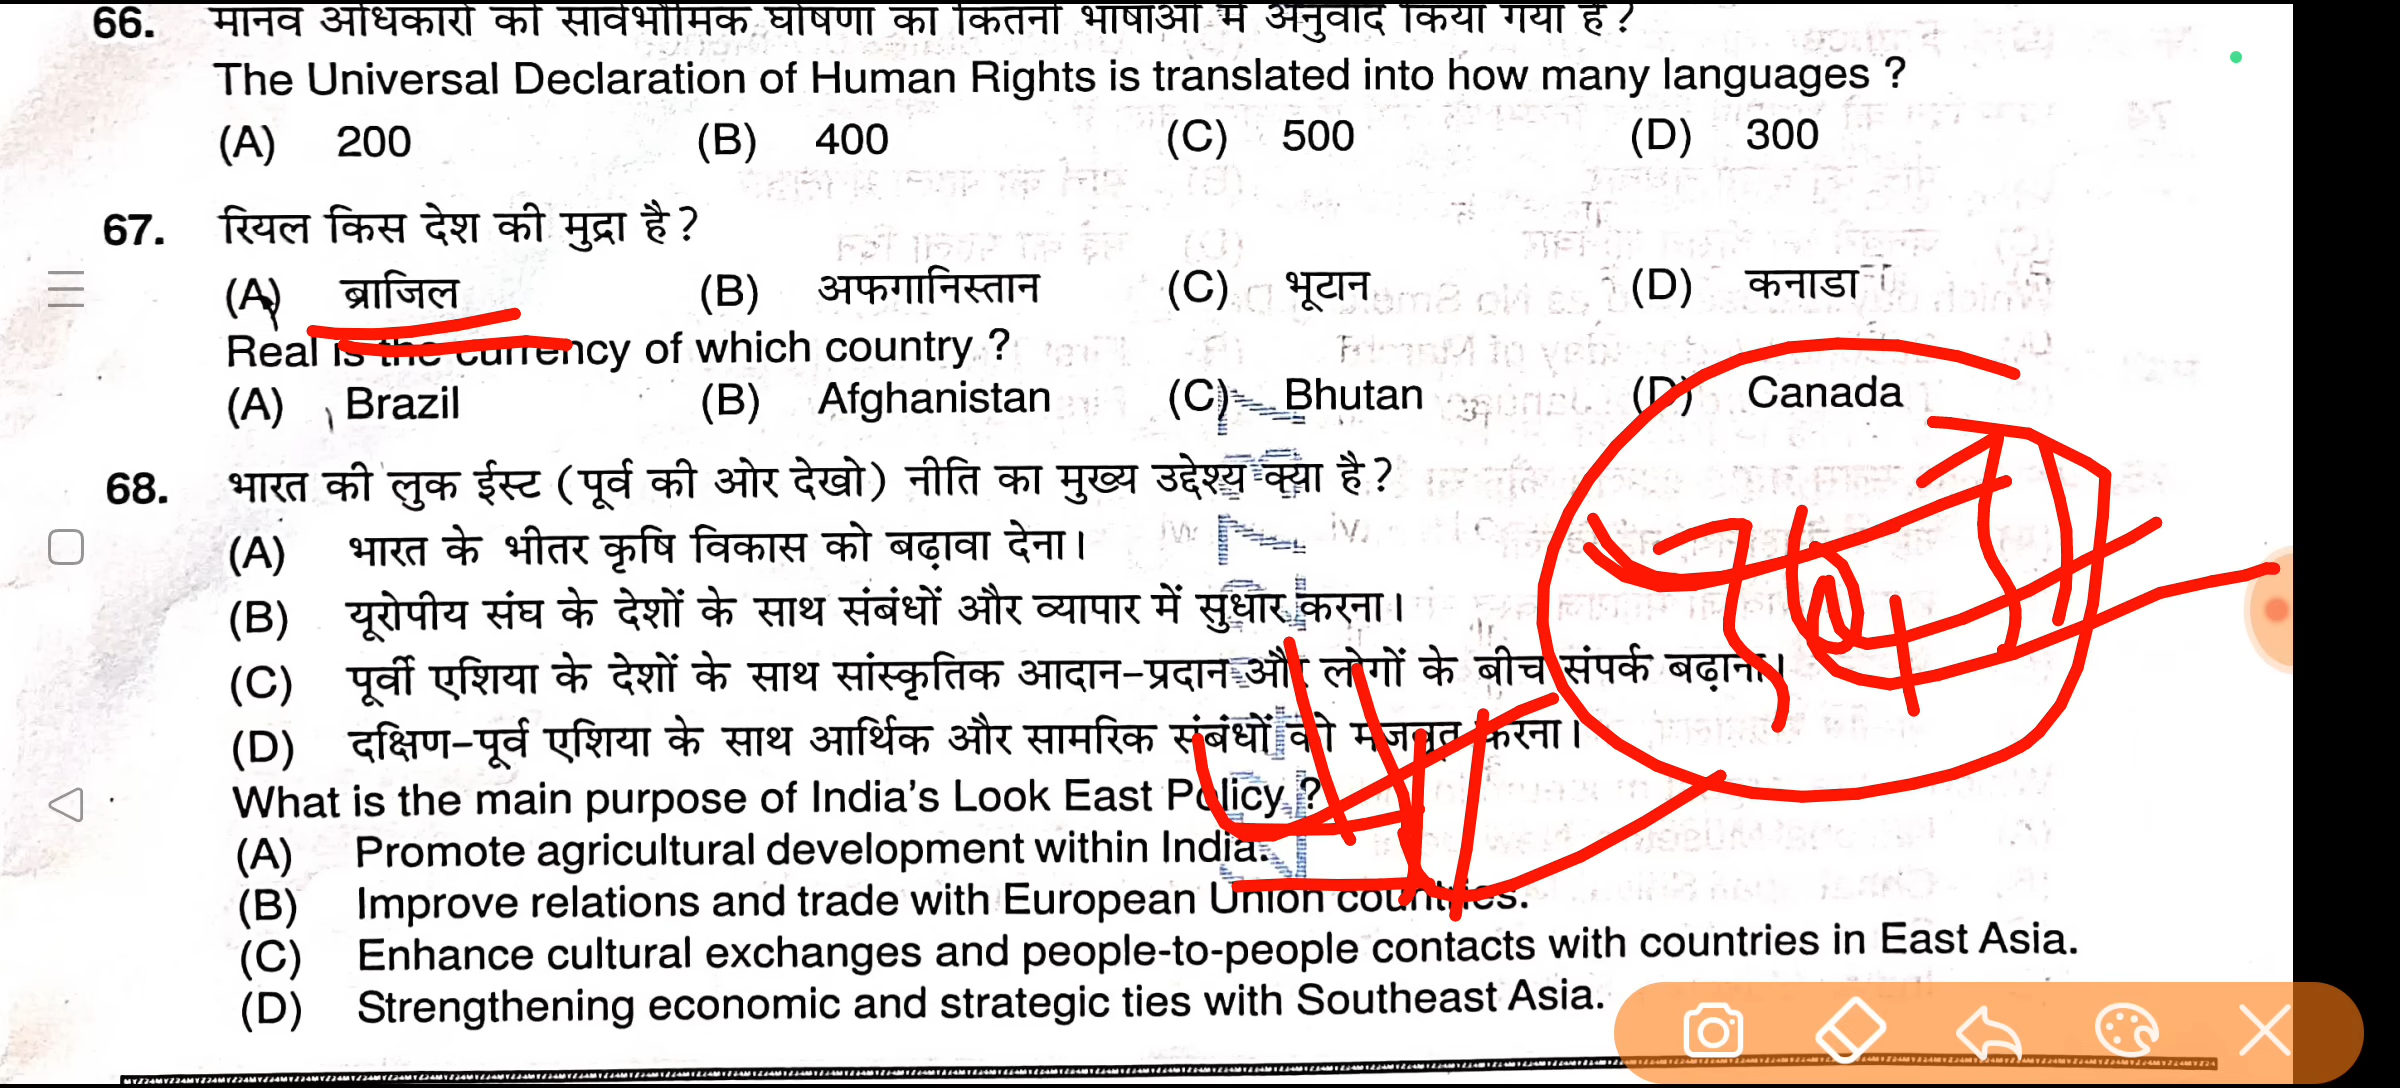 66. मानव अधिकारों की सार्वभौमिक घोषणा का कितनी भाषाओं में अनुवाद किया गया है ?
The Universal Declaration of Human Rights is translated into how many languages ?
(A) 200 (B) 400 (C) 500 (D) 300
67. रियल किस देश की मुद्रा है ?
(A) ब्राजिल (B) अफगानिस्तान (C) भूटान (D) कनाडा
Real is the currency of which country ?
(A) Brazil (B) Afghanistan (C) Bhutan (D) Canada
68. भारत की लुक ईस्ट (पूर्व की ओर देखो) नीति का मुख्य उद्देश्य क्या है ?
(A) भारत के भीतर कृषि विकास को बढ़ावा देना।
(B) यूरोपीय संघ के देशों के साथ संबंधों और व्यापार में सुधार करना।
(C) पूर्वी एशिया के देशों के साथ सांस्कृतिक आदान-प्रदान और लोगों के बीच संपर्क बढ़ाना।
(D) दक्षिण-पूर्व एशिया के साथ आर्थिक और सामरिक संबंधों को मजबूत करना।
What is the main purpose of India's Look East Policy ?
(A) Promote agricultural development within India.
(B) Improve relations and trade with European Union countries.
(C) Enhance cultural exchanges and people-to-people contacts with countries in East Asia.
(D) Strengthening economic and strategic ties with Southeast Asia.